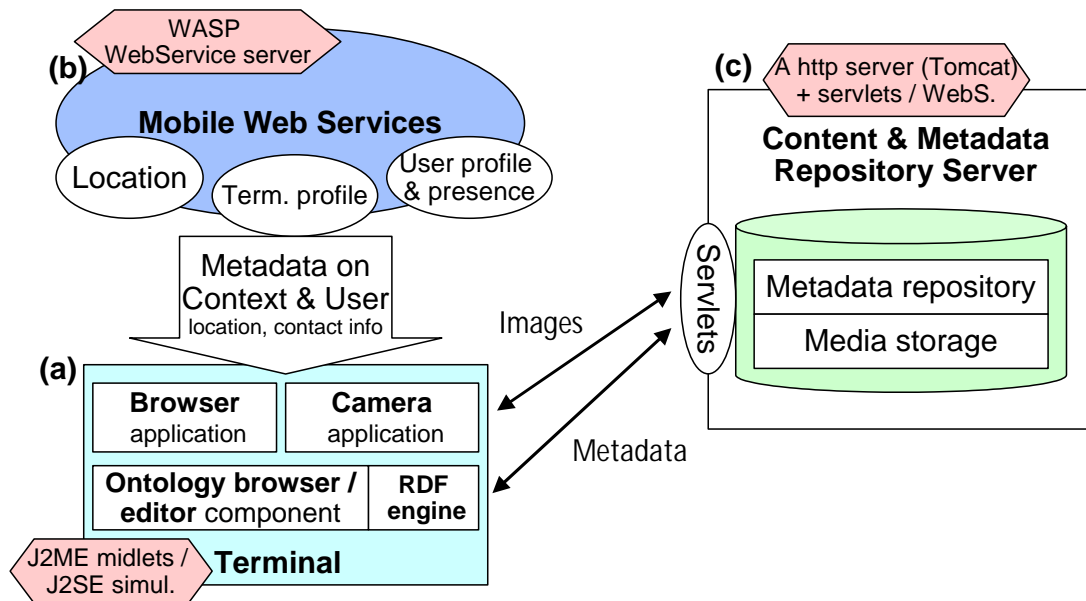 WASP
WebService server
(b)
Mobile Web Services
Location
Term. profile
User profile
& presence
Metadata on
Context & User
location, contact info
(a)
Browser
application
Camera
application
Ontology browser /
editor component
RDF
engine
J2ME midlets /
J2SE simul.
Terminal
Images
Metadata
(c)
A http server (Tomcat)
+ servlets / WebS.
Content & Metadata
Repository Server
Servlets
Metadata repository
Media storage